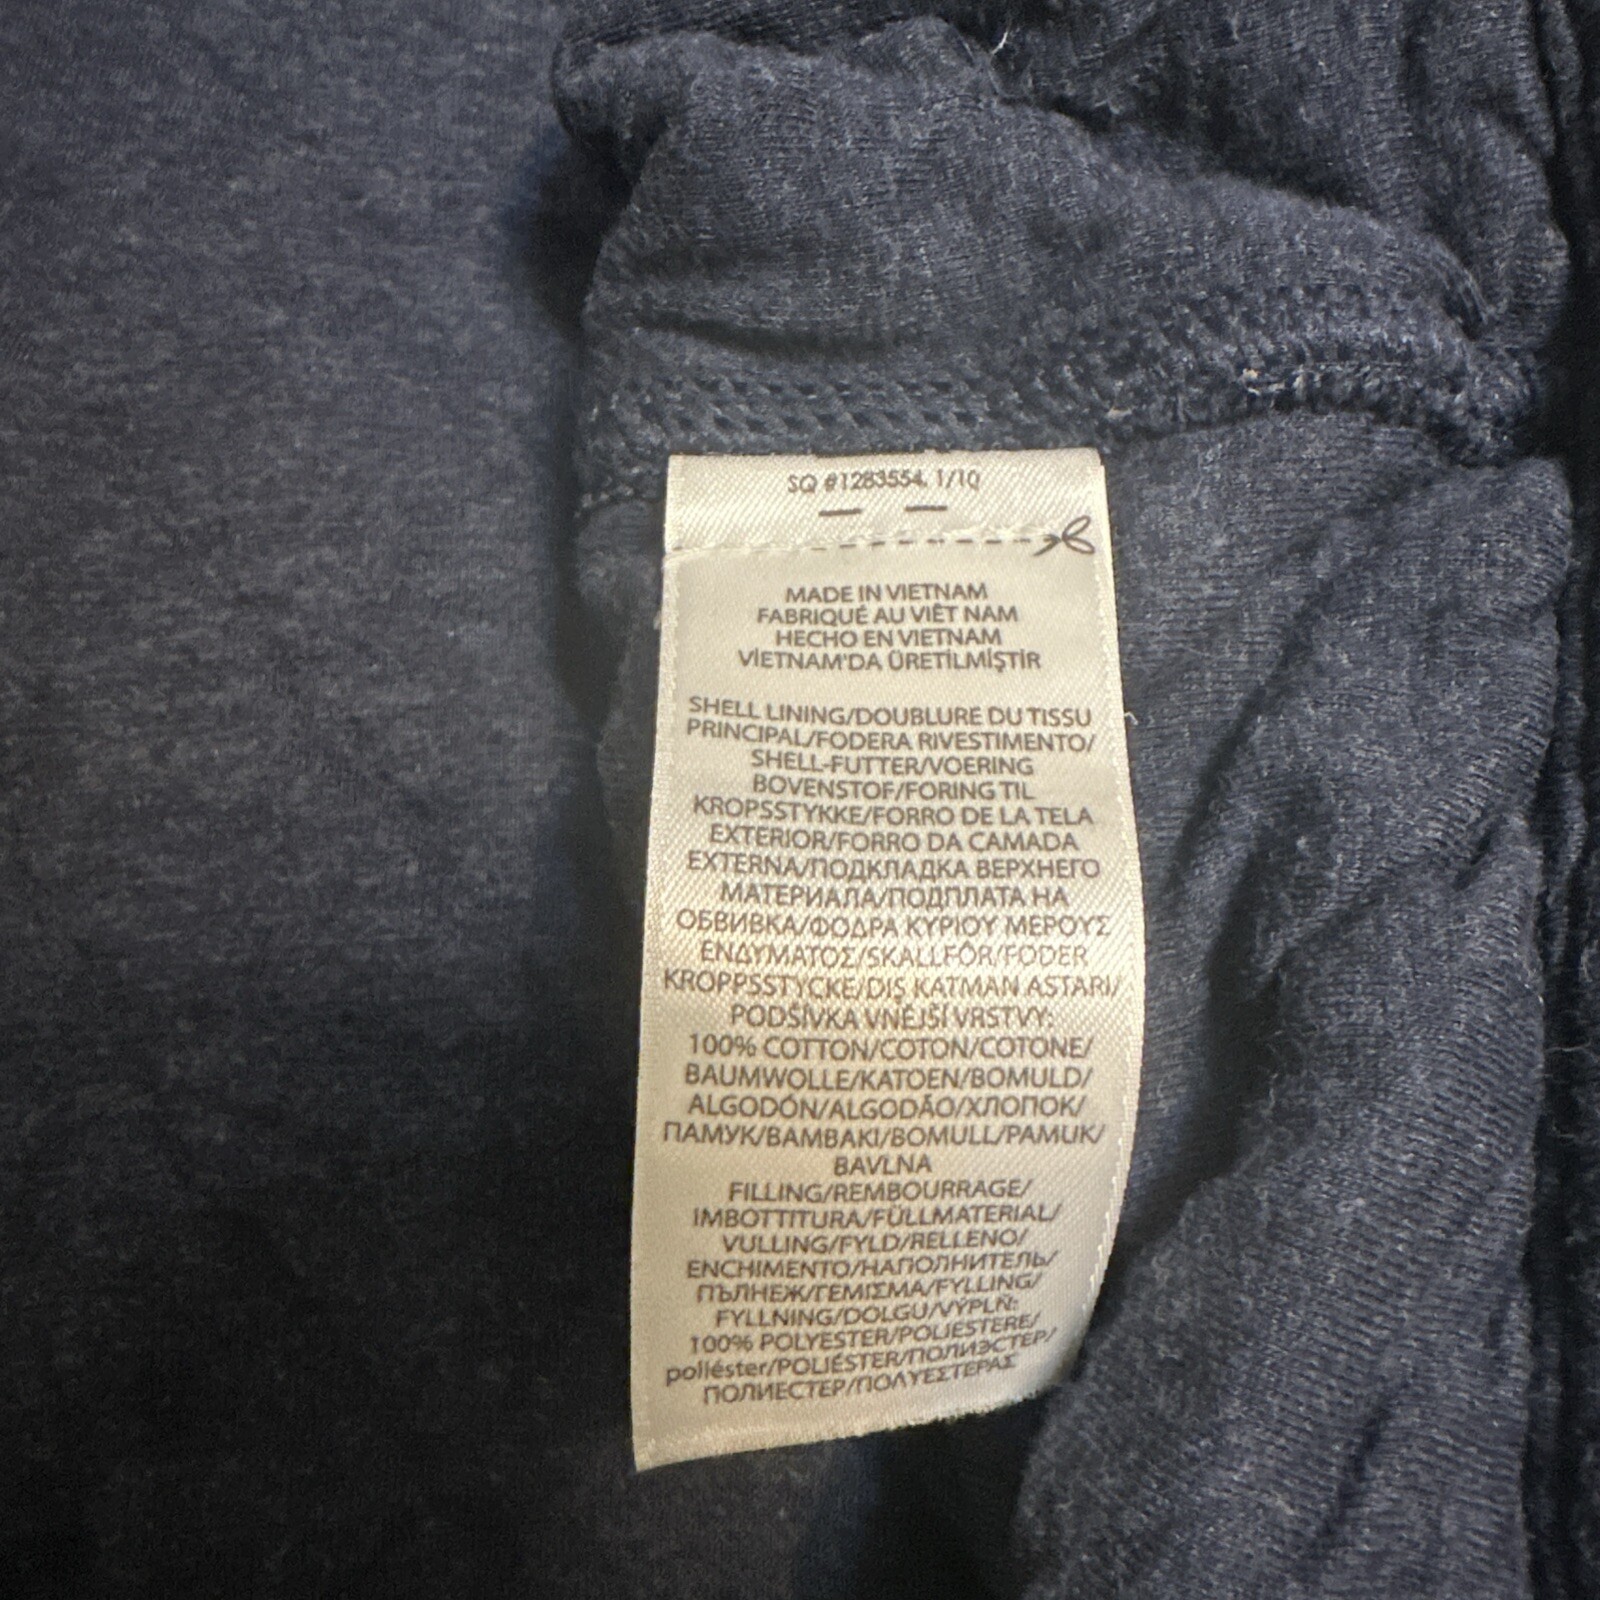 SQ #1283554. 1/10
MADE IN VIETNAM
FABRIQUÉ AU VIÊT NAM
HECHO EN VIETNAM
VİETNAM'DA ÜRETİLMİŞTİR
SHELL LINING/DOUBLURE DU TISSU
PRINCIPAL/FODERA RIVESTIMENTO/
SHELL-FUTTER/VOERING
BOVENSTOF/FORING TIL
KROPSSTYKKE/FORRO DE LA TELA
EXTERIOR/FORRO DA CAMADA
EXTERNA/ПОДКЛАДКА ВЕРХНЕГО
МАТЕРИАЛА/ПОДПЛАТА НА
ОБВИВКА/ΦΟΔΡΑ ΚΥΡΙΟΥ ΜΕΡΟΥΣ
ΕΝΔΥΜΑΤΟΣ/SKALLFÔR/FODER
KROPPSSTYCKE/DIŞ KATMAN ASTARI/
PODŠÍVKA VNĚJŠÍ VRSTVY:
100% COTTON/COTON/COTONE/
BAUMWOLLE/KATOEN/BOMULD/
ALGODÓN/ALGODÃO/ХЛОПОК/
ПАМУК/ΒΑΜΒΑΚΙ/BOMULL/PAMUK/
BAVLNA
FILLING/REMBOURRAGE/
IMBOTTITURA/FÜLLMATERIAL/
VULLING/FYLD/RELLENO/
ENCHIMENTO/НАПОЛНИТЕЛЬ/
ПЪЛНЕЖ/ΓΕΜΙΣΜΑ/FYLLING/
FYLLNING/DOLGU/VÝPLŇ:
100% POLYESTER/POLIESTERE/
poliéster/POLIÉSTER/ПОЛИЭСТЕР/
ПОЛИЕСТЕР/ΠΟΛΥΕΣΤΕΡΑΣ